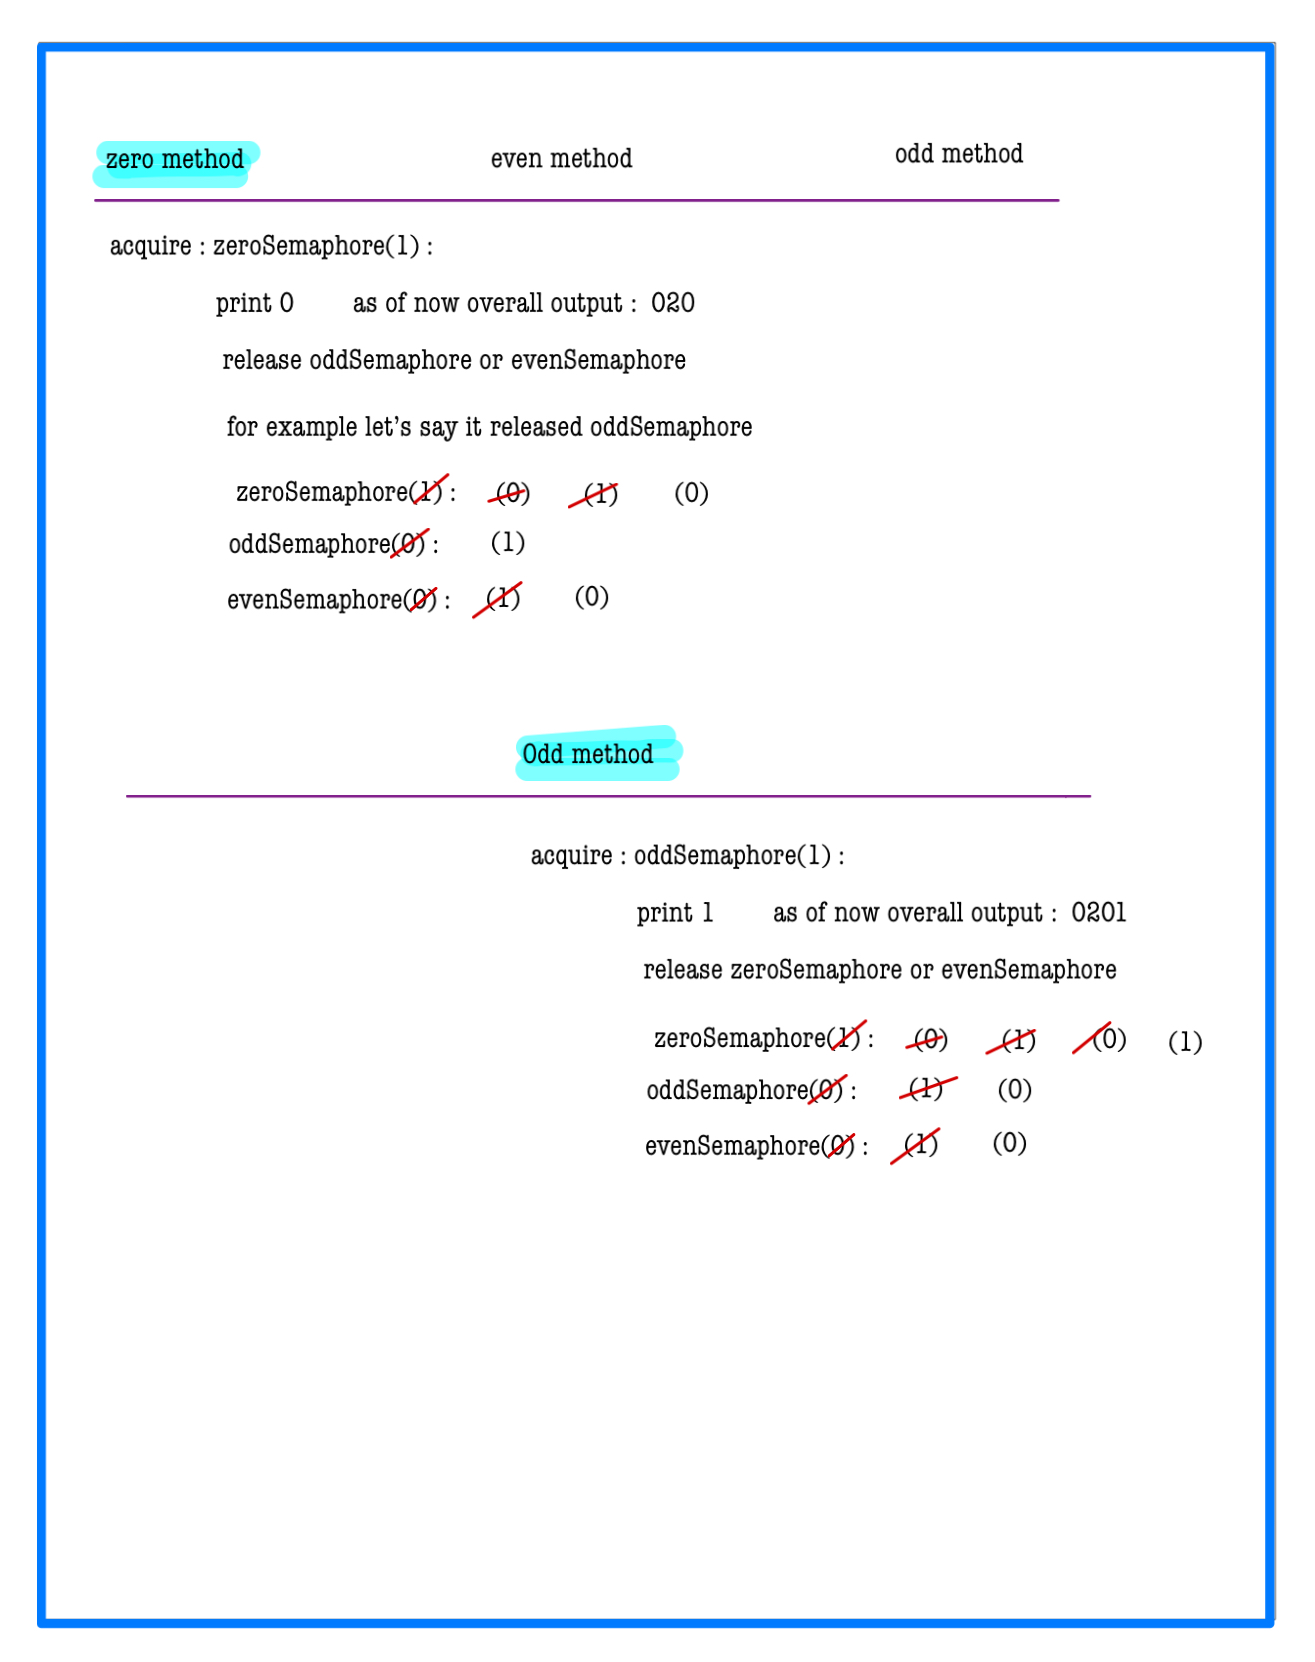 zero method even method odd method
acquire : zeroSemaphore(1) :
print 0 as of now overall output : 020
release oddSemaphore or evenSemaphore
for example let's say it released oddSemaphore
zeroSemaphore(1) : (0) (1) (0)
oddSemaphore(0) : (1)
evenSemaphore(0) : (1) (0)
Odd method
acquire : oddSemaphore(1) :
print 1 as of now overall output : 0201
release zeroSemaphore or evenSemaphore
zeroSemaphore(1) : (0) (1) (0) (1)
oddSemaphore(0) : (1) (0)
evenSemaphore(0) : (1) (0)